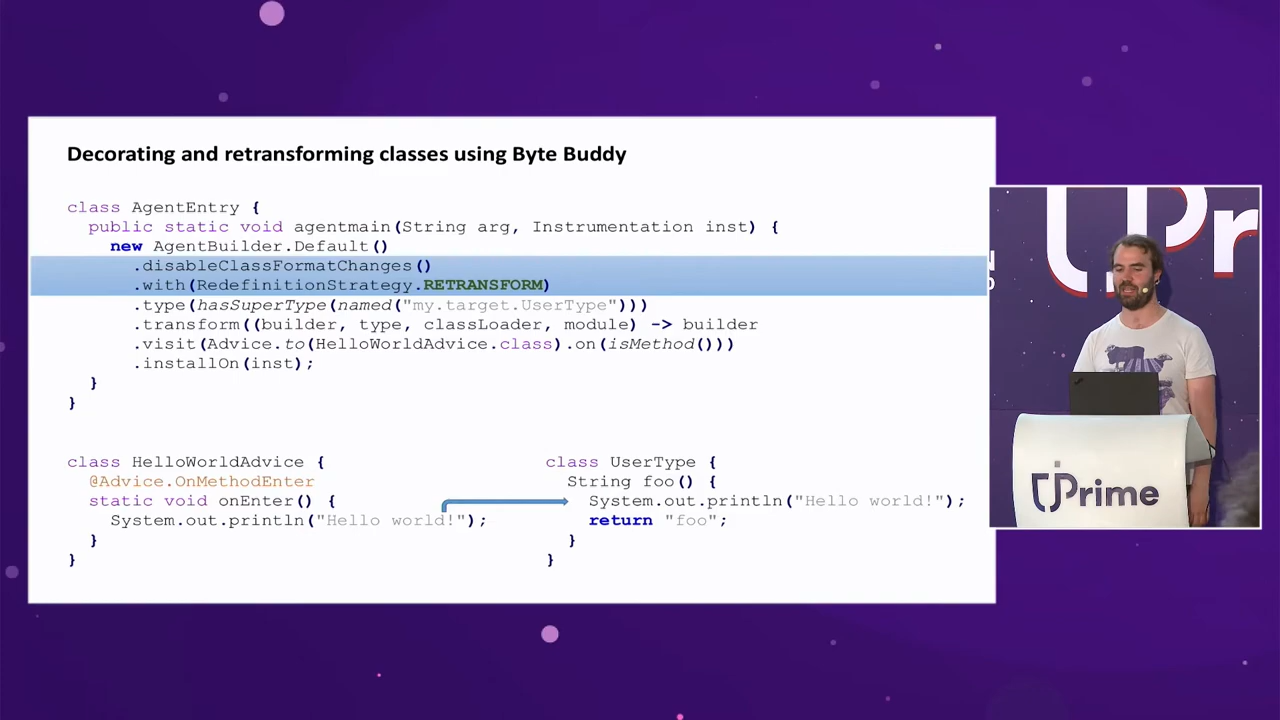 Decorating and retransforming classes using Byte Buddy
class AgentEntry {
public static void agentmain(String arg, Instrumentation inst) {
new AgentBuilder.Default()
.disableClassFormatChanges()
.with(RedefinitionStrategy.RETRANSFORM)
.type(hasSuperType(named("my.target.UserType")))
.transform((builder, type, classLoader, module) -> builder
.visit(Advice.to(HelloWorldAdvice.class).on(isMethod()))
.installOn(inst);
}
}
class HelloWorldAdvice {
@Advice.OnMethodEnter
static void onEnter() {
System.out.println("Hello world!");
}
}
class UserType {
String foo() {
System.out.println("Hello world!");
return "foo";
}
}
JPrime